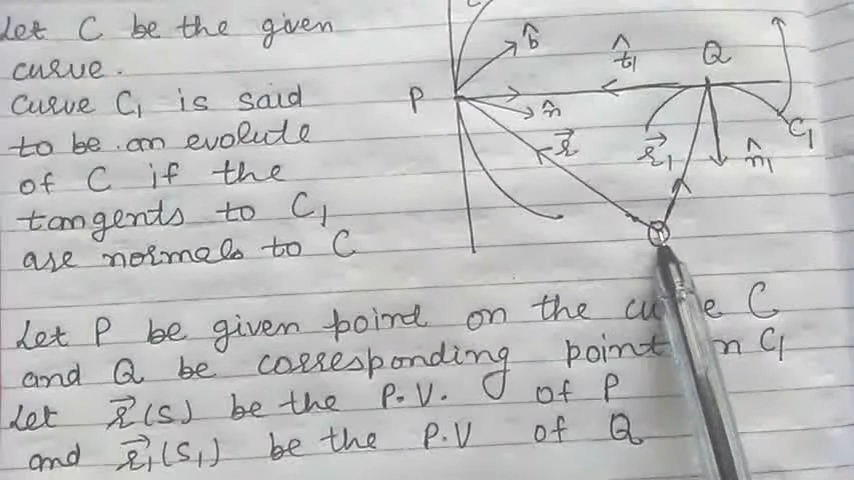 Let C be the given
curve.
Curve C₁ is said
to be an evolute
of C if the
tangents to C₁
are normals to C
P
b̂
n̂
t̂₁
Q
C₁
n̂₁
r⃗
r⃗₁
Let P be given point on the cu e C
and Q be corresponding point n C₁
Let r⃗(s) be the P.V. of P
and r⃗₁(s₁) be the P.V of Q